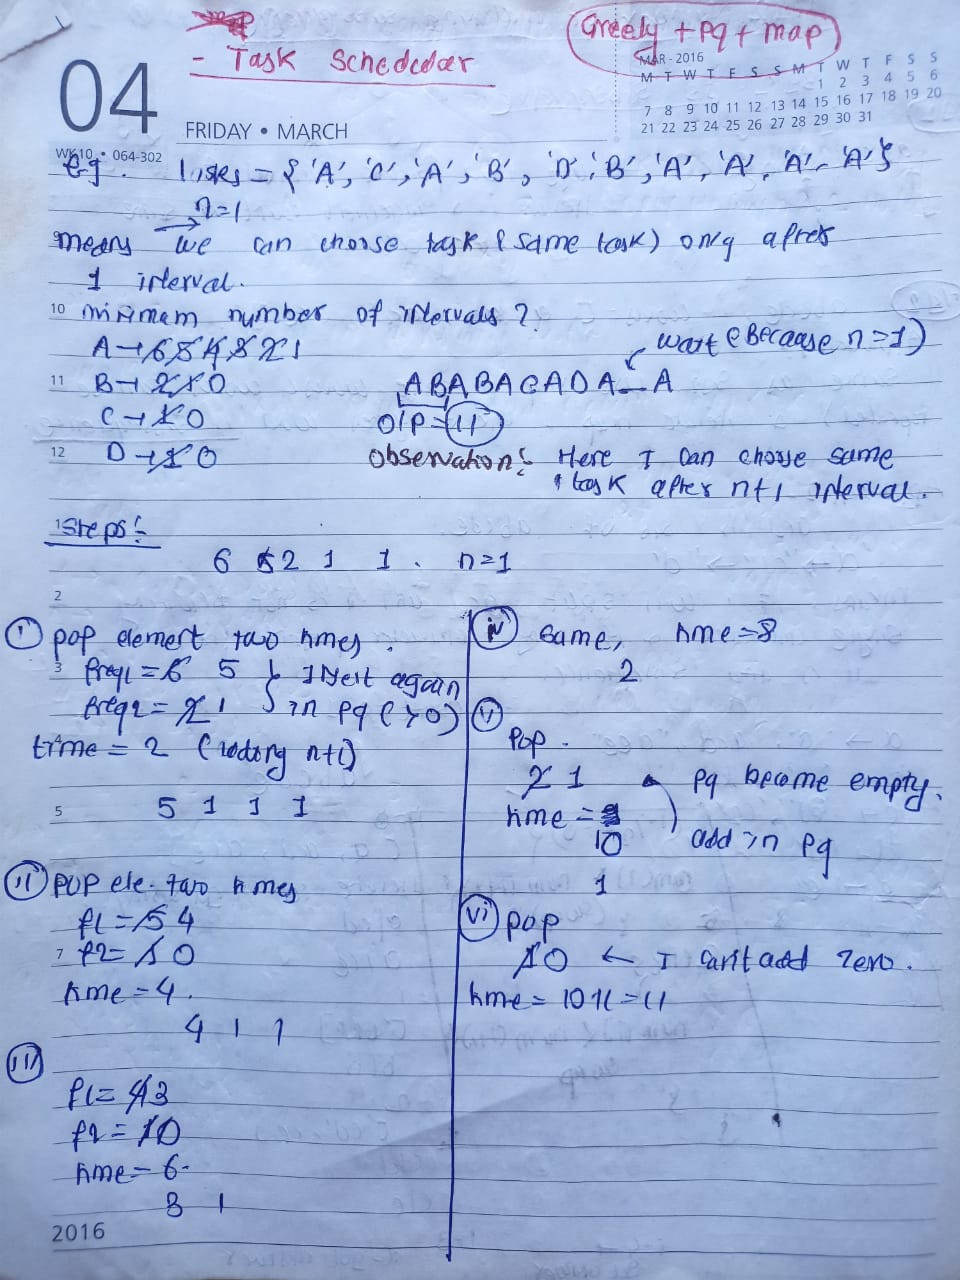 Greedy + pq + map
- Task Scheduler
MAR - 2016
M T W T F S S M T W T F S S
1 2 3 4 5 6
7 8 9 10 11 12 13 14 15 16 17 18 19 20
21 22 23 24 25 26 27 28 29 30 31
04
FRIDAY • MARCH
WK10 • 064-302
Eg. tasks = { 'A', 'C', 'A', 'B', 'D', 'B', 'A', 'A', 'A', 'A' }
n=1
means we can choose task (same task) only after
1 interval.
10 minimam number of intervals ?
A → 6 5 4 3 2 1
wait (Because n=1)
11 B → 2 1 0
ABABACADA_A
C → 1 0
O/P = 11
12 D → 1 0
Observation:- Here I can choose same
task after n+1 interval.
1 Steps:-
6 2 1 1 . n=1
2
(i) pop element two times.
3 freq1 = 6 5 } Insert again
freq2 = 2 1 } in pq (>0)
time = 2 (adding n+1)
5 5 1 1 1
(ii) pop ele. two times
f1 = 5 4
7 f2 = 1 0
time = 4.
4 1 1
(iii)
f1 = 4 3
f2 = 1 0
time = 6
3 1
2016
(iv) Same, time = 8
2
(v)
pop.
2 1 pq become empty.
time = 10
add in pq
1
(vi) pop
1 0 ← I can't add zero.
time = 10+1 = 11